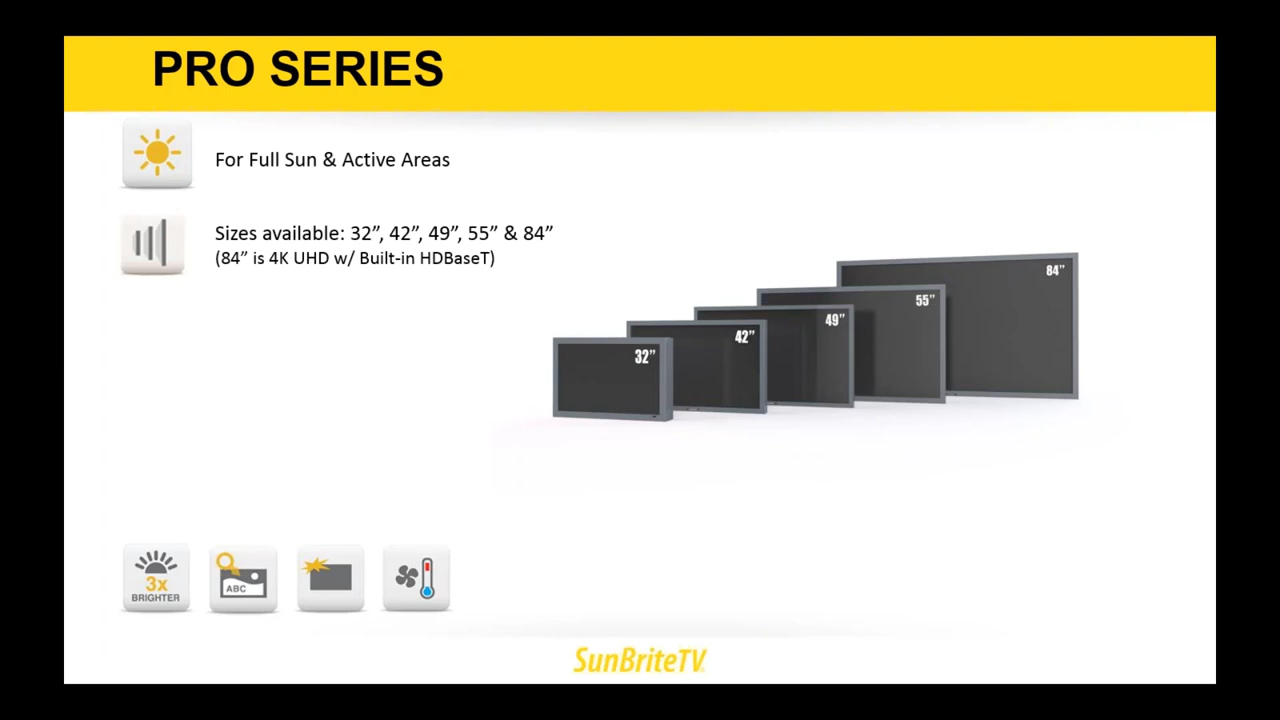 PRO SERIES
For Full Sun & Active Areas
Sizes available: 32”, 42”, 49”, 55” & 84”
(84” is 4K UHD w/ Built-in HDBaseT)
84”
55”
49”
42”
32”
3x
BRIGHTER
ABC
SunBriteTV